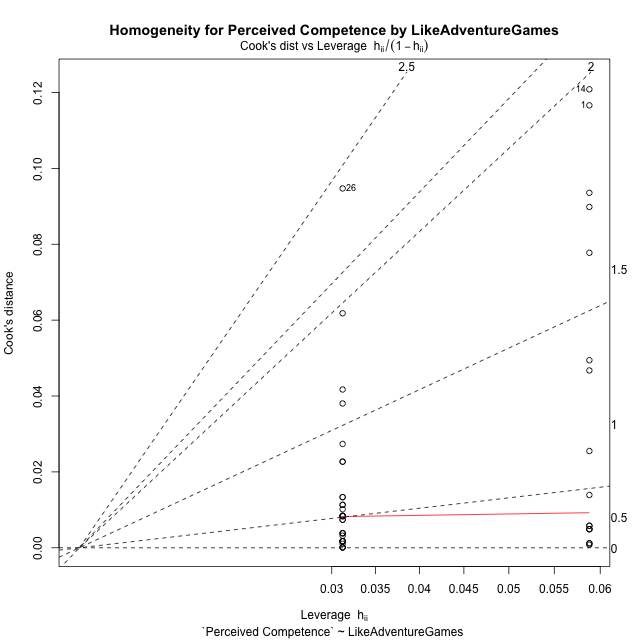 Homogeneity for Perceived Competence by LikeAdventureGames
Cook's dist vs Leverage hii/(1 − hii)
2.5
2
14
1
26
1.5
1
0.5
0
0.12
0.10
0.08
0.06
0.04
0.02
0.00
Cook's distance
0.03 0.035 0.04 0.045 0.05 0.055 0.06
Leverage hii
`Perceived Competence` ~ LikeAdventureGames